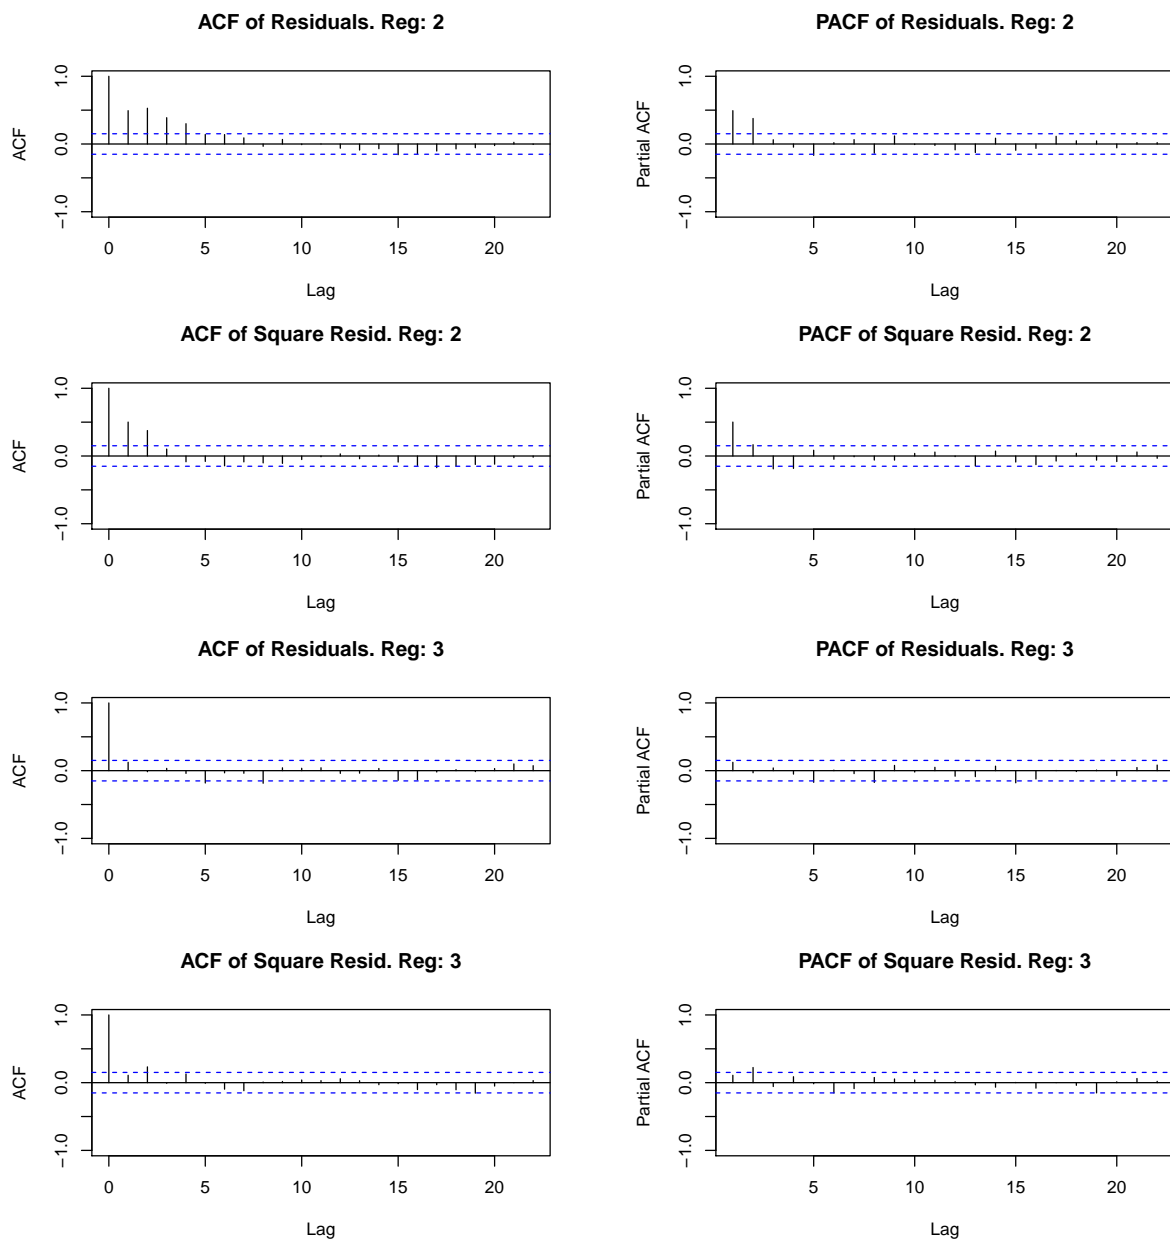 ACF of Residuals. Reg: 2
ACF
1.0
0.0
−1.0
0 5 10 15 20
Lag
PACF of Residuals. Reg: 2
Partial ACF
1.0
0.0
−1.0
5 10 15 20
Lag
ACF of Square Resid. Reg: 2
ACF
1.0
0.0
−1.0
0 5 10 15 20
Lag
PACF of Square Resid. Reg: 2
Partial ACF
1.0
0.0
−1.0
5 10 15 20
Lag
ACF of Residuals. Reg: 3
ACF
1.0
0.0
−1.0
0 5 10 15 20
Lag
PACF of Residuals. Reg: 3
Partial ACF
1.0
0.0
−1.0
5 10 15 20
Lag
ACF of Square Resid. Reg: 3
ACF
1.0
0.0
−1.0
0 5 10 15 20
Lag
PACF of Square Resid. Reg: 3
Partial ACF
1.0
0.0
−1.0
5 10 15 20
Lag